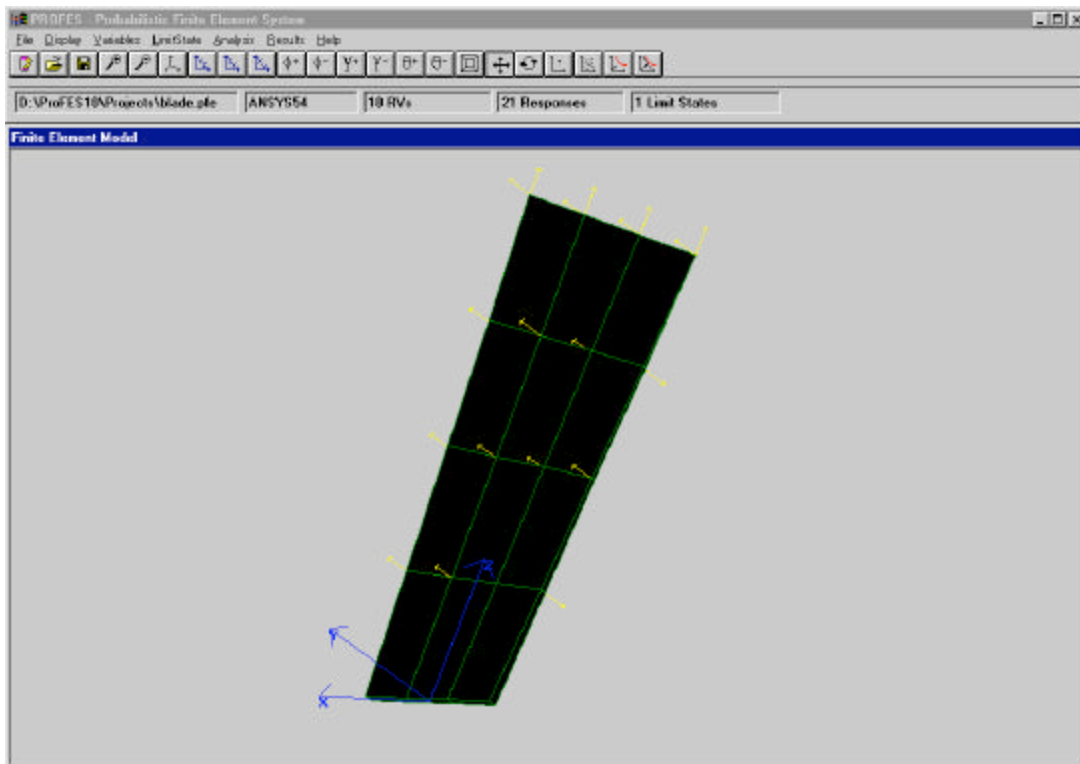 PROFES - Probabilistic Finite Element System
File Display Variables LimitState Analysis Results Help
Φ+ Φ- Ψ+ Ψ- Θ+ Θ-
D:\ProFES10\Projects\blade.pfe ANSYS54 10 RVs 21 Responses 1 Limit States
Finite Element Model
Z
Y
X